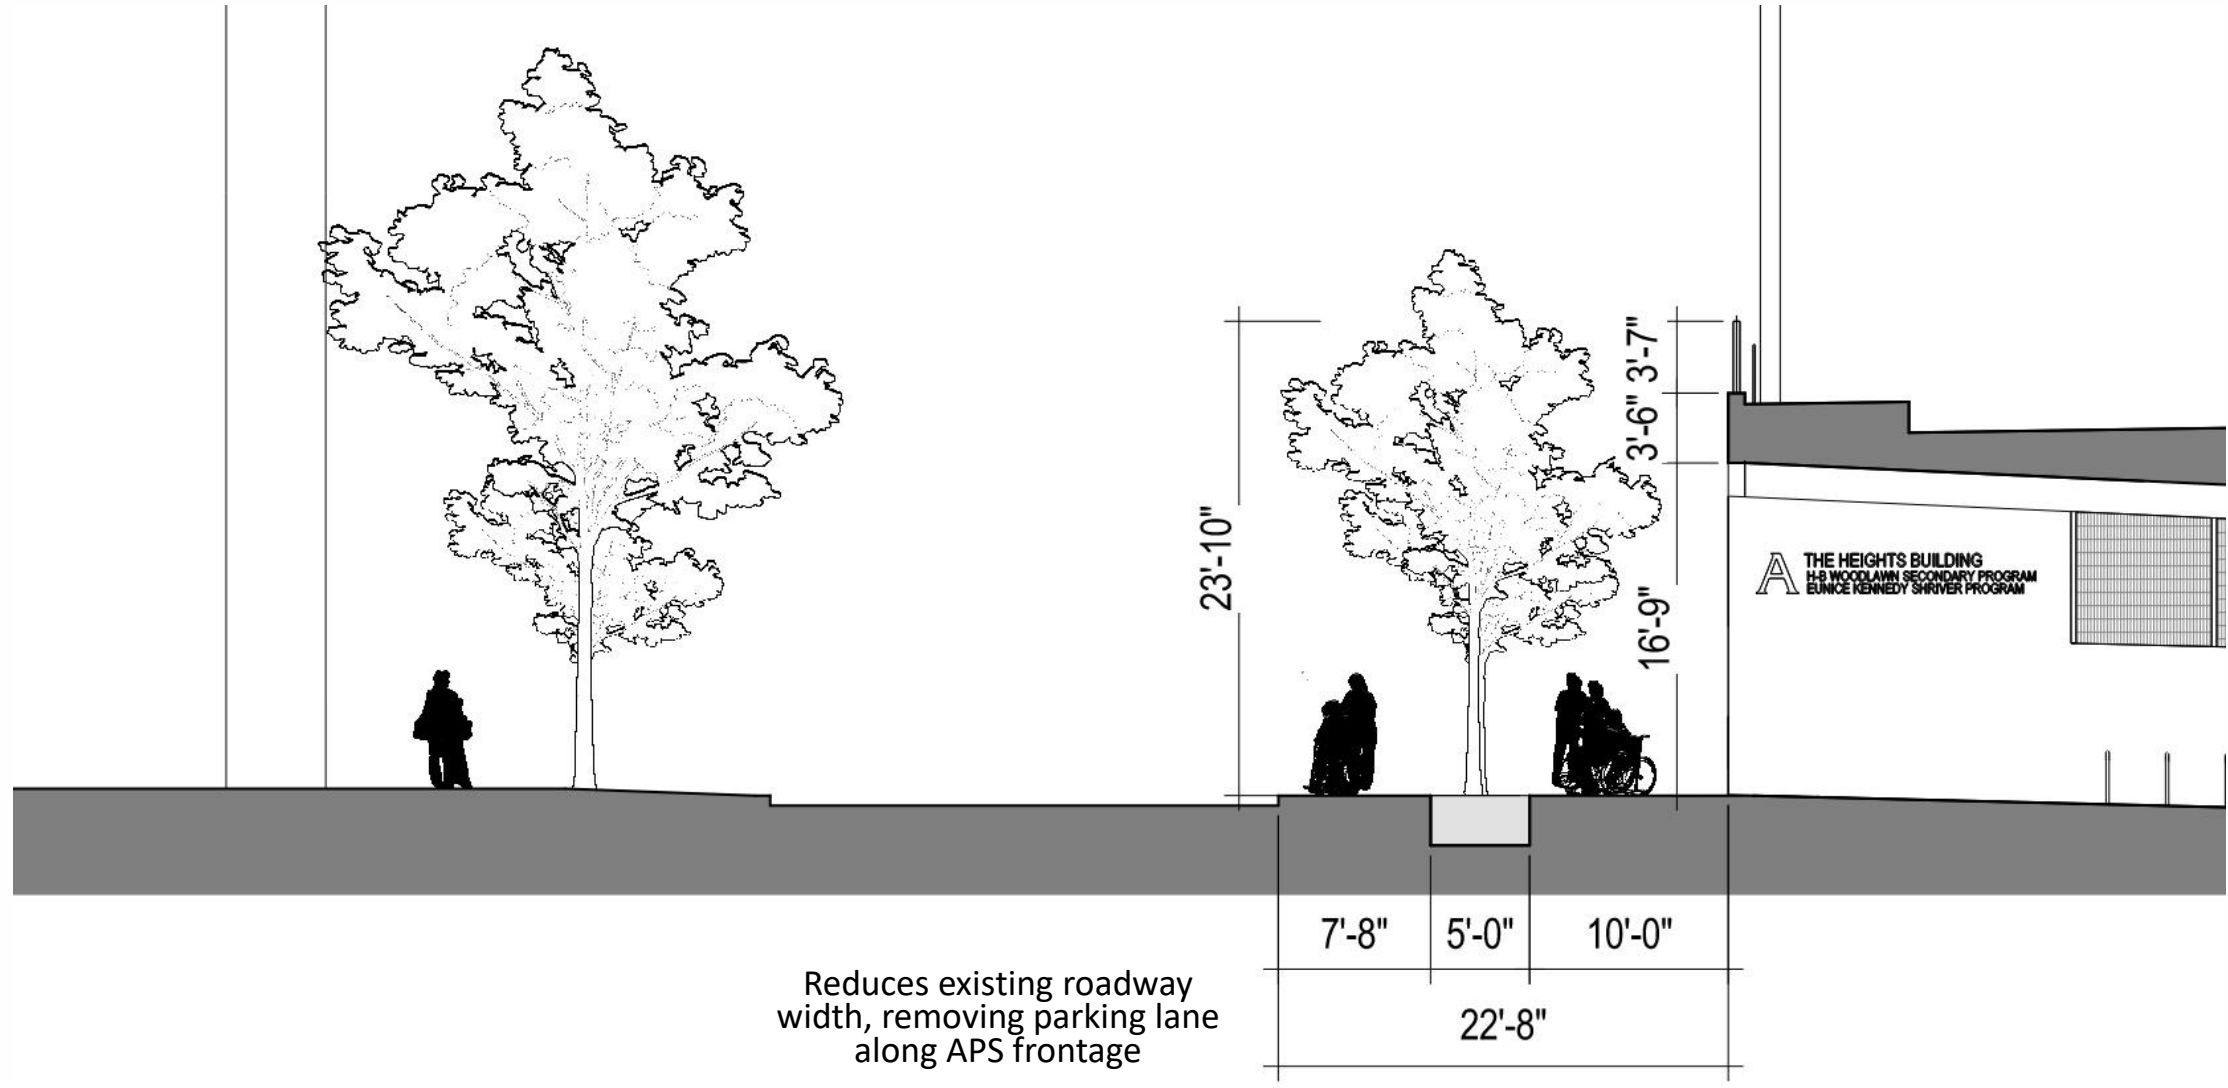 3'-7"
3'-6"
23'-10"
16'-9"
A
THE HEIGHTS BUILDING
H-B WOODLAWN SECONDARY PROGRAM
EUNICE KENNEDY SHRIVER PROGRAM
7'-8"
5'-0"
10'-0"
22'-8"
Reduces existing roadway
width, removing parking lane
along APS frontage